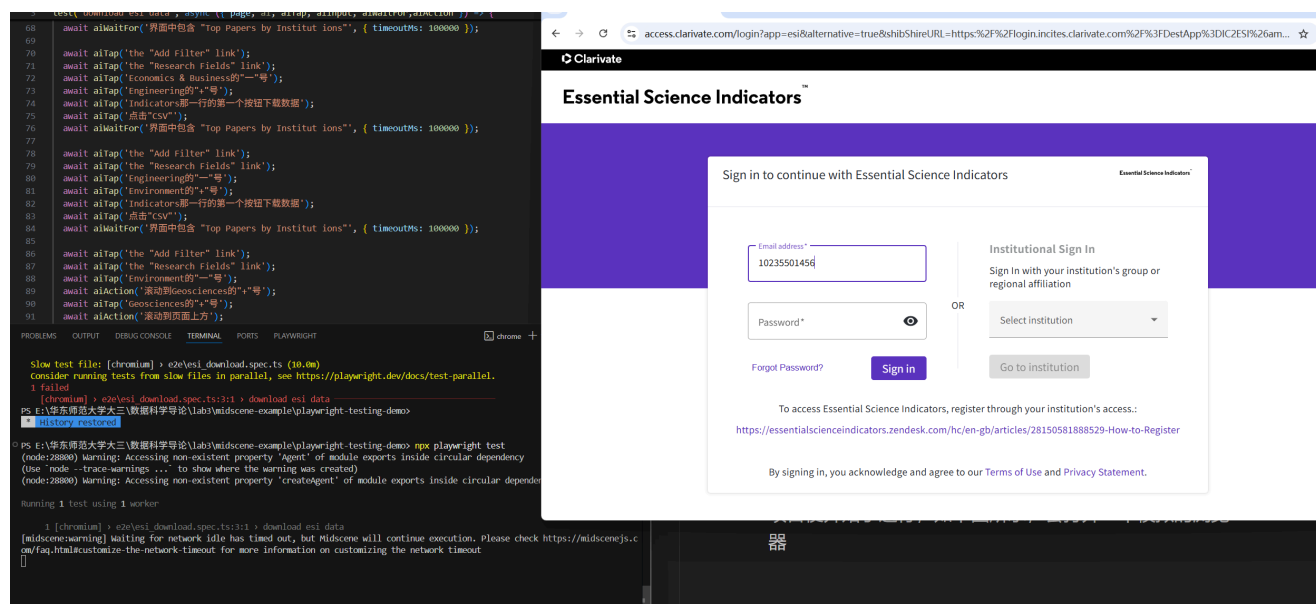 3 test("download esi data", async ({ page, ai, aiTap, aiInput, aiWaitFor,aiAction }) => {
68 await aiWaitFor('界面中包含 "Top Papers by Institut ions"', { timeoutMs: 100000 });
69
70 await aiTap('the "Add Filter" link');
71 await aiTap('the "Research Fields" link');
72 await aiTap('Economics & Business的"一"号');
73 await aiTap('Engineering的"+"号');
74 await aiTap('Indicators那一行的第一个按钮下载数据');
75 await aiTap('点击"CSV"');
76 await aiWaitFor('界面中包含 "Top Papers by Institut ions"', { timeoutMs: 100000 });
77
78 await aiTap('the "Add Filter" link');
79 await aiTap('the "Research Fields" link');
80 await aiTap('Engineering的"一"号');
81 await aiTap('Environment的"+"号');
82 await aiTap('Indicators那一行的第一个按钮下载数据');
83 await aiTap('点击"CSV"');
84 await aiWaitFor('界面中包含 "Top Papers by Institut ions"', { timeoutMs: 100000 });
85
86 await aiTap('the "Add Filter" link');
87 await aiTap('the "Research Fields" link');
88 await aiTap('Environment的"一"号');
89 await aiAction('滚动到Geosciences的"+"号');
90 await aiTap('Geosciences的"+"号');
91 await aiAction('滚动到页面上方');
PROBLEMS OUTPUT DEBUG CONSOLE TERMINAL PORTS PLAYWRIGHT chrome
Slow test file: [chromium] › e2e\esi_download.spec.ts (10.0m)
Consider running tests from slow files in parallel, see https://playwright.dev/docs/test-parallel.
1 failed
[chromium] › e2e\esi_download.spec.ts:3:1 › download esi data
PS E:\华东师范大学大三\数据科学导论\lab3\midscene-example\playwright-testing-demo>
* History restored
PS E:\华东师范大学大三\数据科学导论\lab3\midscene-example\playwright-testing-demo> npx playwright test
(node:28800) Warning: Accessing non-existent property 'Agent' of module exports inside circular dependency
(Use `node --trace-warnings ...` to show where the warning was created)
(node:28800) Warning: Accessing non-existent property 'createAgent' of module exports inside circular depender
Running 1 test using 1 worker
1 [chromium] › e2e\esi_download.spec.ts:3:1 › download esi data
[midscene:warning] Waiting for network idle has timed out, but Midscene will continue execution. Please check https://midscenejs.c
om/faq.html#customize-the-network-timeout for more information on customizing the network timeout
access.clarivate.com/login?app=esi&alternative=true&shibShireURL=https:%2F%2Flogin.incites.clarivate.com%2F%3FDestApp%3DIC2ESI%26am...
Clarivate
Essential Science Indicators™
Sign in to continue with Essential Science Indicators
Essential Science Indicators™
Email address*
10235501456
Password*
Forgot Password?
Sign in
OR
Institutional Sign In
Sign In with your institution's group or
regional affiliation
Select institution
Go to institution
To access Essential Science Indicators, register through your institution's access.:
https://essentialscienceindicators.zendesk.com/hc/en-gb/articles/28150581888529-How-to-Register
By signing in, you acknowledge and agree to our Terms of Use and Privacy Statement.
器